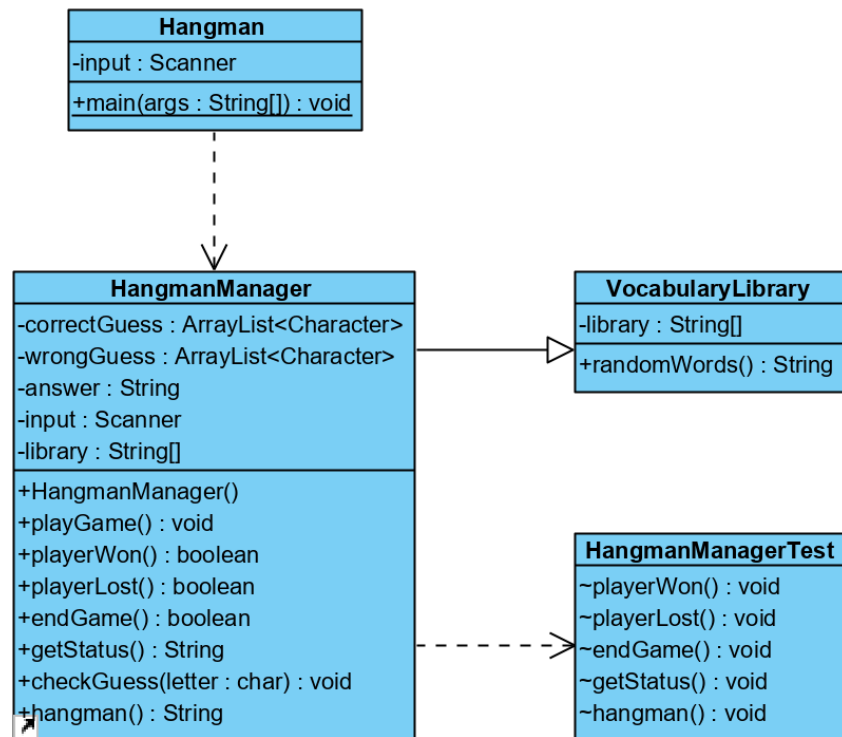 Hangman
-input : Scanner
+main(args : String[]) : void
HangmanManager
-correctGuess : ArrayList<Character>
-wrongGuess : ArrayList<Character>
-answer : String
-input : Scanner
-library : String[]
+HangmanManager()
+playGame() : void
+playerWon() : boolean
+playerLost() : boolean
+endGame() : boolean
+getStatus() : String
+checkGuess(letter : char) : void
+hangman() : String
VocabularyLibrary
-library : String[]
+randomWords() : String
HangmanManagerTest
~playerWon() : void
~playerLost() : void
~endGame() : void
~getStatus() : void
~hangman() : void